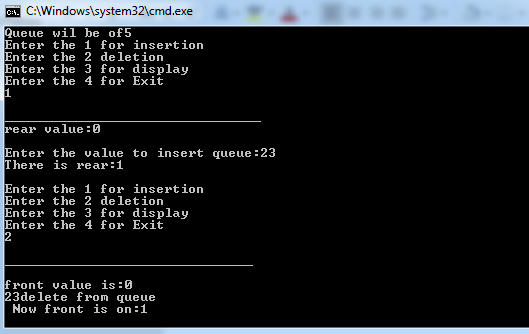 C:\Windows\system32\cmd.exe
Queue wil be of5
Enter the 1 for insertion
Enter the 2 deletion
Enter the 3 for display
Enter the 4 for Exit
1
rear value:0
Enter the value to insert queue:23
There is rear:1
Enter the 1 for insertion
Enter the 2 deletion
Enter the 3 for display
Enter the 4 for Exit
2
front value is:0
23delete from queue
Now front is on:1